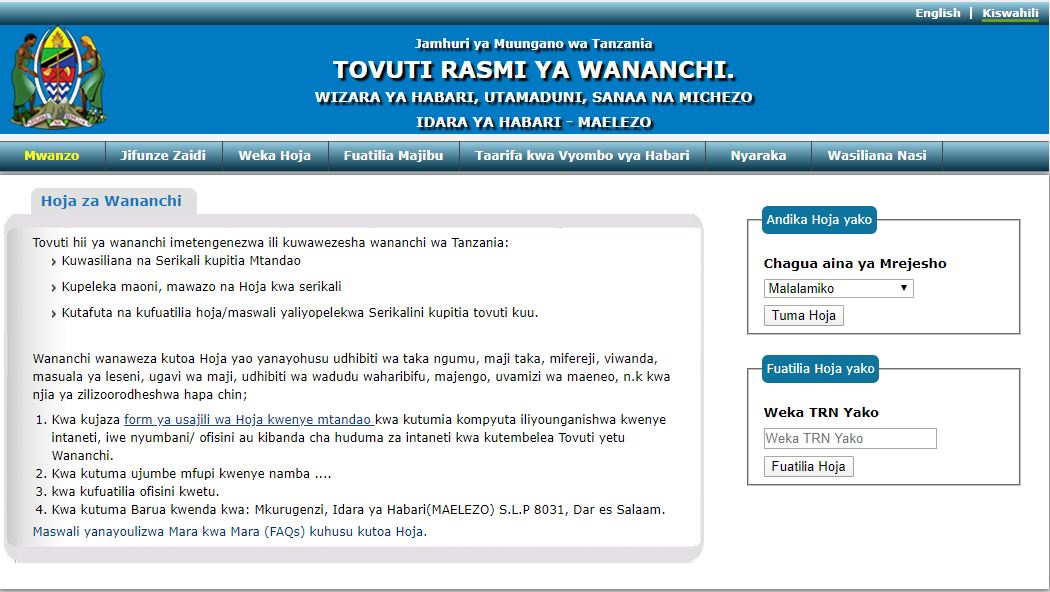 English | Kiswahili
Jamhuri ya Muungano wa Tanzania
TOVUTI RASMI YA WANANCHI.
WIZARA YA HABARI, UTAMADUNI, SANAA NA MICHEZO
IDARA YA HABARI - MAELEZO
Mwanzo Jifunze Zaidi Weka Hoja Fuatilia Majibu Taarifa kwa Vyombo vya Habari Nyaraka Wasiliana Nasi
Hoja za Wananchi
Tovuti hii ya wananchi imetengenezwa ili kuwawezesha wananchi wa Tanzania:
Kuwasiliana na Serikali kupitia Mtandao
Kupeleka maoni, mawazo na Hoja kwa serikali
Kutafuta na kufuatilia hoja/maswali yaliyopelekwa Serikalini kupitia tovuti kuu.
Wananchi wanaweza kutoa Hoja yao yanayohusu udhibiti wa taka ngumu, maji taka, mifereji, viwanda,
masuala ya leseni, ugavi wa maji, udhibiti wa wadudu waharibifu, majengo, uvamizi wa maeneo, n.k kwa
njia ya zilizoorodheshwa hapa chin;
1. Kwa kujaza form ya usajili wa Hoja kwenye mtandao kwa kutumia kompyuta iliyounganishwa kwenye
intaneti, iwe nyumbani/ ofisini au kibanda cha huduma za intaneti kwa kutembelea Tovuti yetu
Wananchi.
2. Kwa kutuma ujumbe mfupi kwenye namba ....
3. kwa kufuatilia ofisini kwetu.
4. Kwa kutuma Barua kwenda kwa: Mkurugenzi, Idara ya Habari(MAELEZO) S.L.P 8031, Dar es Salaam.
Maswali yanayoulizwa Mara kwa Mara (FAQs) kuhusu kutoa Hoja.
Andika Hoja yako
Chagua aina ya Mrejesho
Malalamiko
Tuma Hoja
Fuatilia Hoja yako
Weka TRN Yako
Weka TRN Yako
Fuatilia Hoja